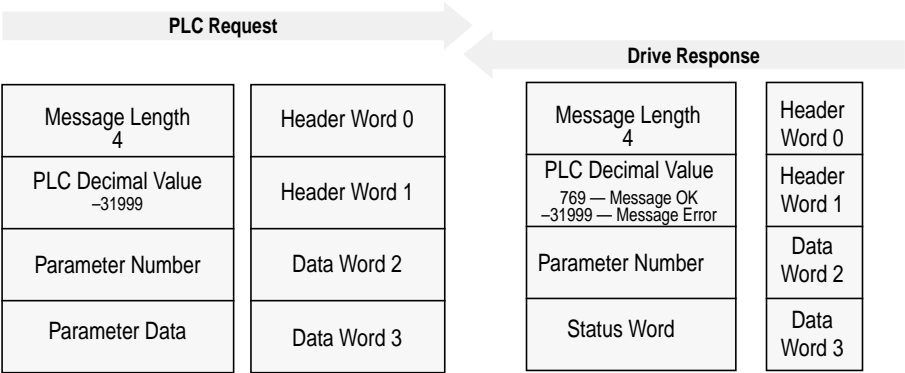 PLC Request
Drive Response
Message Length
4
Header Word 0
PLC Decimal Value
–31999
Header Word 1
Parameter Number
Data Word 2
Parameter Data
Data Word 3
Message Length
4
Header
Word 0
PLC Decimal Value
769 — Message OK
–31999 — Message Error
Header
Word 1
Parameter Number
Data
Word 2
Status Word
Data
Word 3